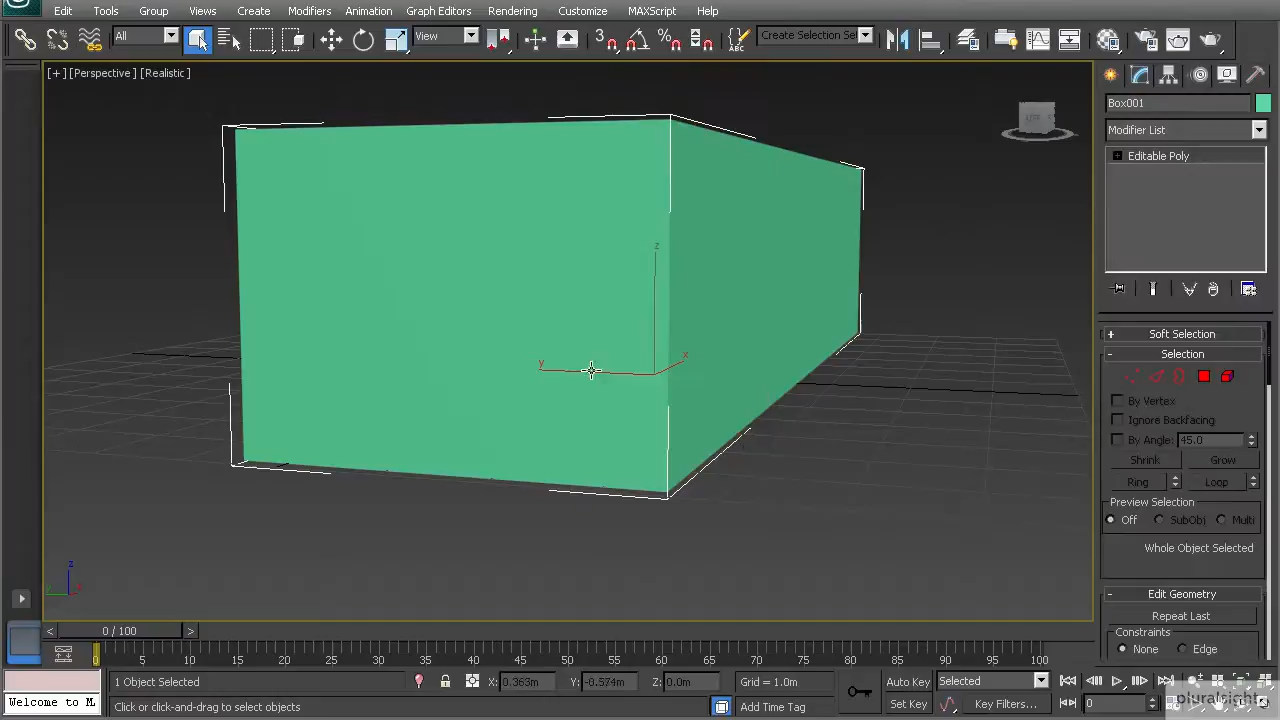 Edit Tools Group Views Create Modifiers Animation Graph Editors Rendering Customize MAXScript Help
All View 3 Create Selection Se
[+] [Perspective] [Realistic]
Box001
Modifier List
Editable Poly
z
y x
Soft Selection
Selection
By Vertex
Ignore Backfacing
By Angle: 45.0
Shrink Grow
Ring Loop
Preview Selection
Off SubObj Multi
Whole Object Selected
Edit Geometry
Repeat Last
Constraints
None Edge
z
y x
< 0 / 100 >
0 5 10 15 20 25 30 35 40 45 50 55 60 65 70 75 80 85 90 95 100
1 Object Selected X: 0.363m Y: -0.574m Z: 0.0m Grid = 1.0m Auto Key Selected
Welcome to M Click or click-and-drag to select objects Add Time Tag Set Key Key Filters... 0
pluralsight